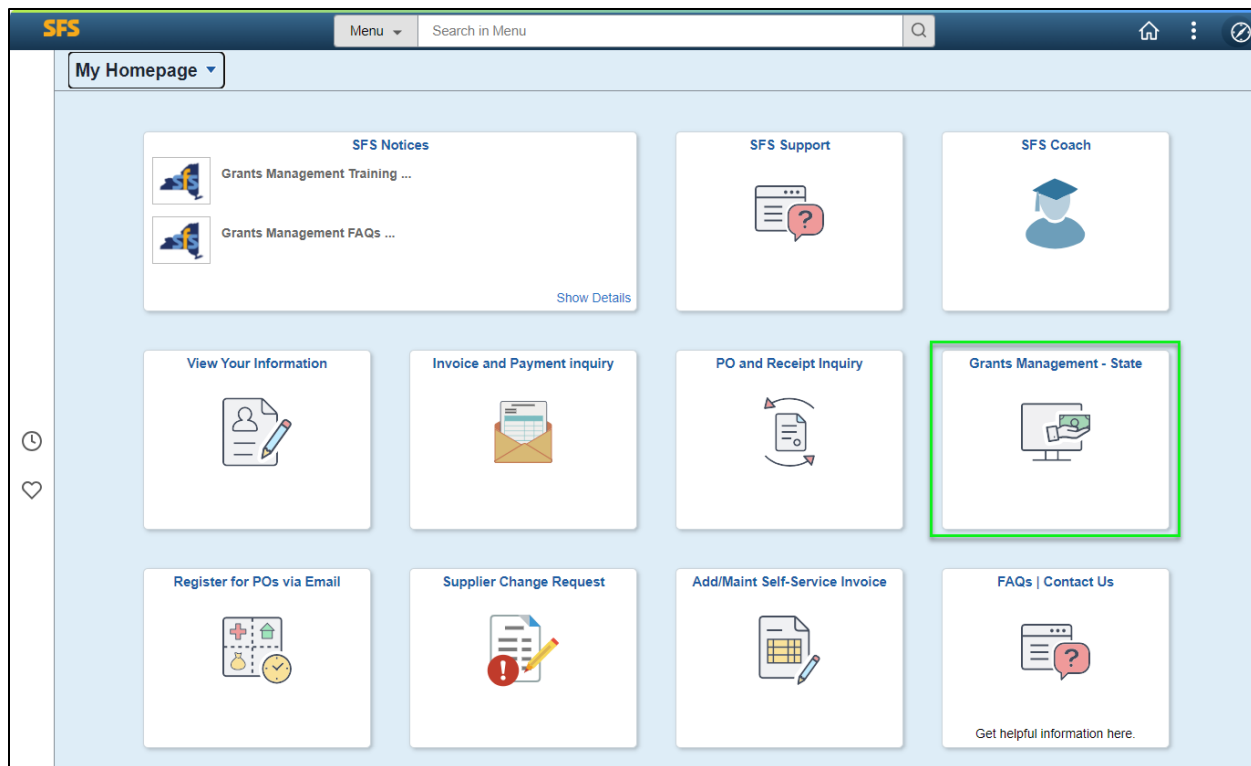 SFS
Menu
Search in Menu
My Homepage
SFS Notices
Grants Management Training ...
sfs
Grants Management FAQs ...
sfs
Show Details
SFS Support
?
SFS Coach
View Your Information
Invoice and Payment inquiry
PO and Receipt Inquiry
Grants Management - State
Register for POs via Email
Supplier Change Request
!
Add/Maint Self-Service Invoice
FAQs | Contact Us
?
Get helpful information here.